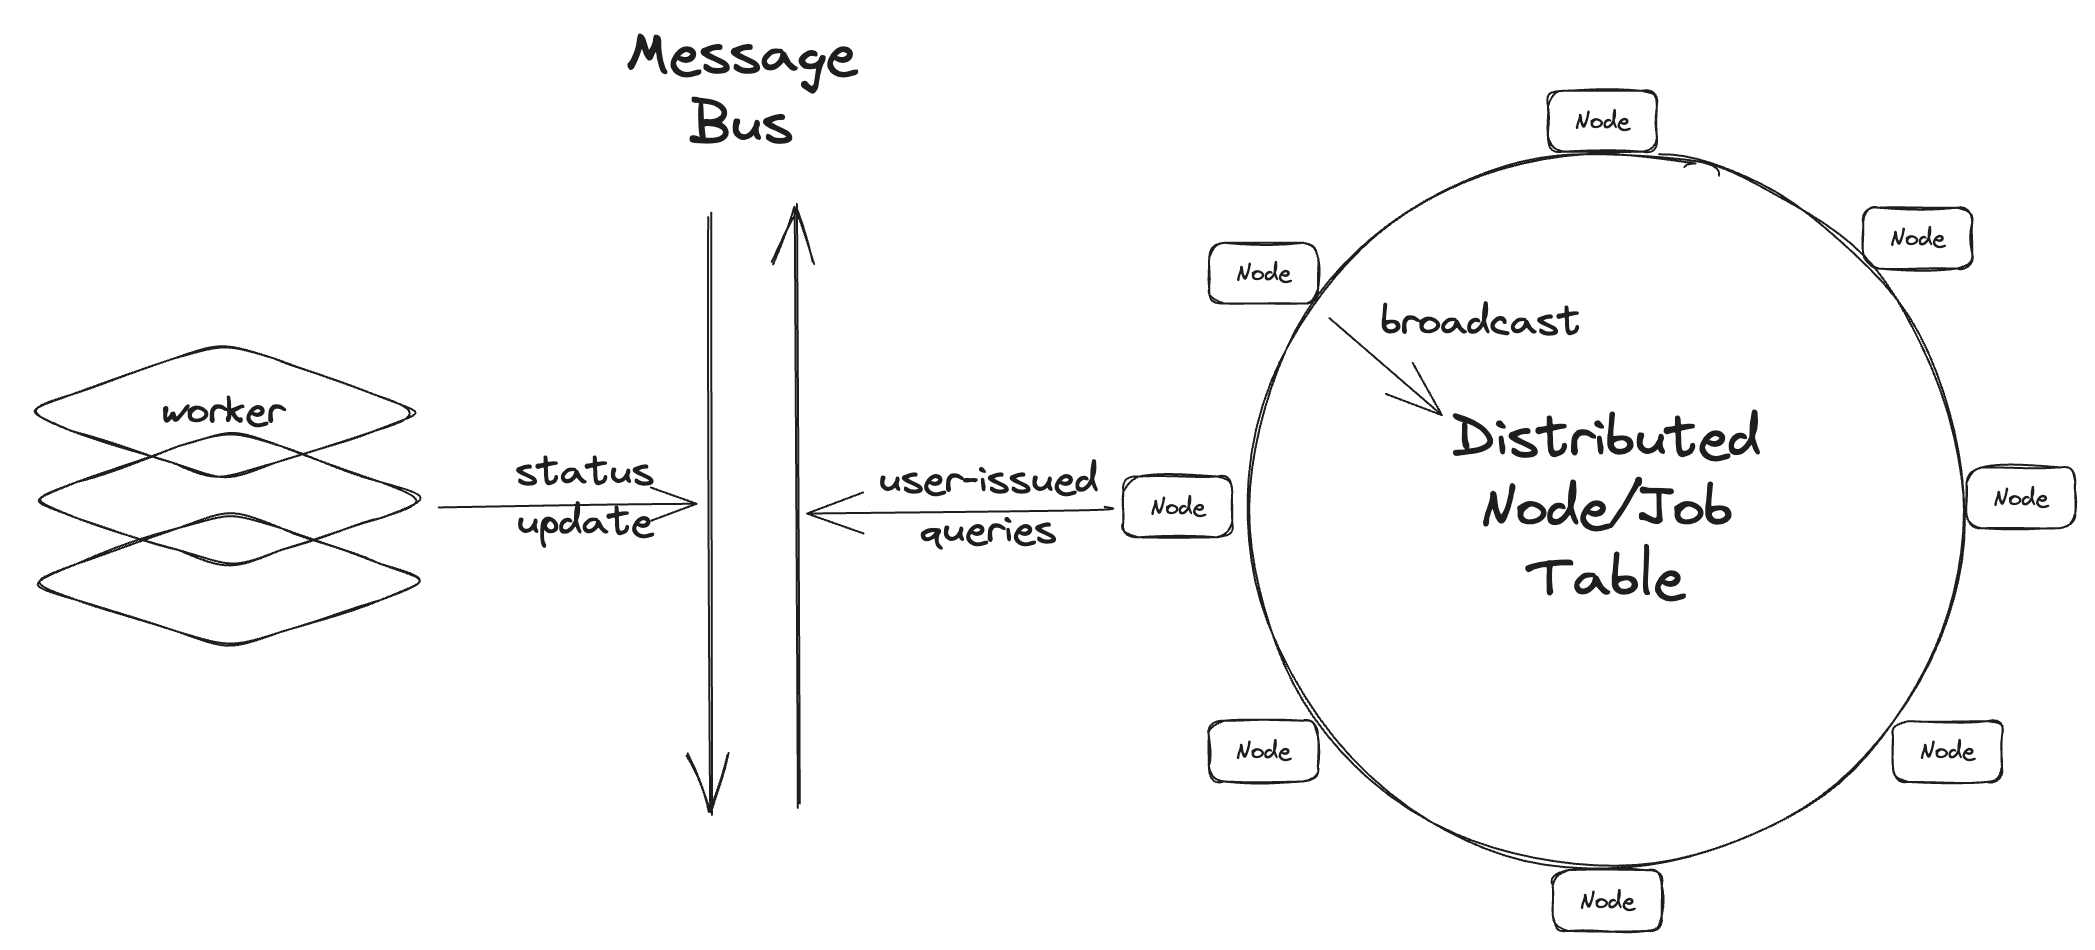 Message
Bus
Node
Node
Node
broadcast
worker
Distributed
Node/Job
Table
status
update
user-issued
queries
Node
Node
Node
Node
Node